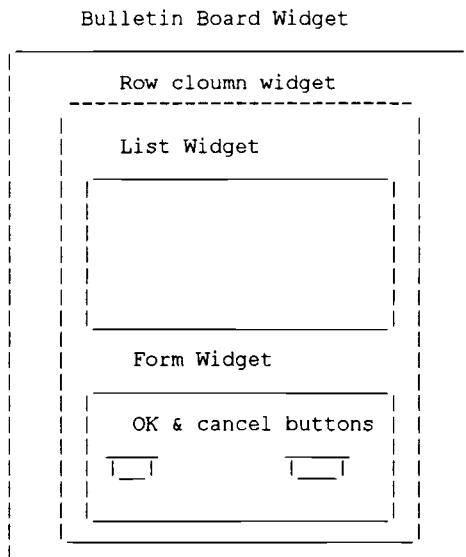 Bulletin Board Widget
Row cloumn widget
List Widget
Form Widget
OK & cancel buttons